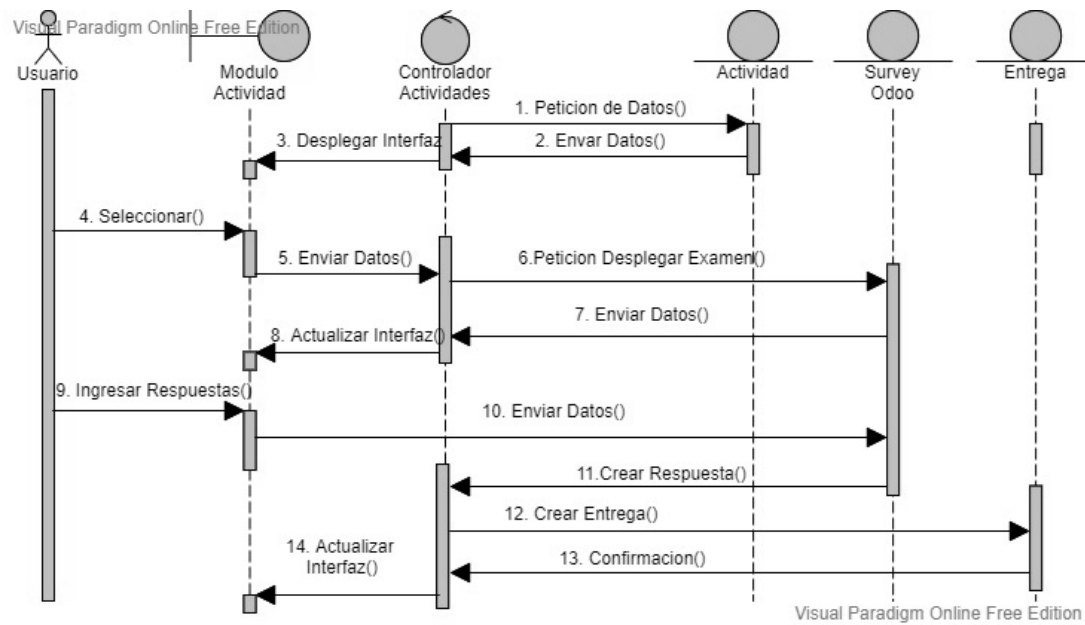 Visual Paradigm Online Free Edition
Usuario
Modulo
Actividad
Controlador
Actividades
Actividad
Survey
Odoo
Entrega
1. Peticion de Datos()
2. Envar Datos()
3. Desplegar Interfaz
4. Seleccionar()
5. Enviar Datos()
6.Peticion Desplegar Examen()
7. Enviar Datos()
8. Actualizar Interfaz()
9. Ingresar Respuestas()
10. Enviar Datos()
11.Crear Respuesta()
12. Crear Entrega()
13. Confirmacion()
14. Actualizar
Interfaz()
Visual Paradigm Online Free Edition